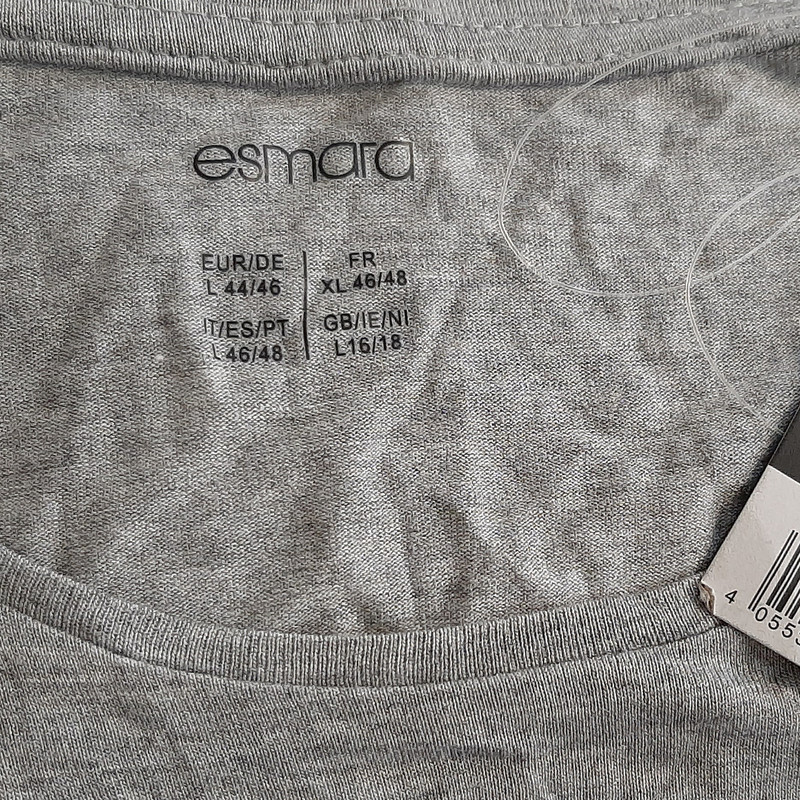 esmara
EUR/DE
L 44/46
FR
XL 46/48
IT/ES/PT
L 46/48
GB/IE/NI
L16/18
4